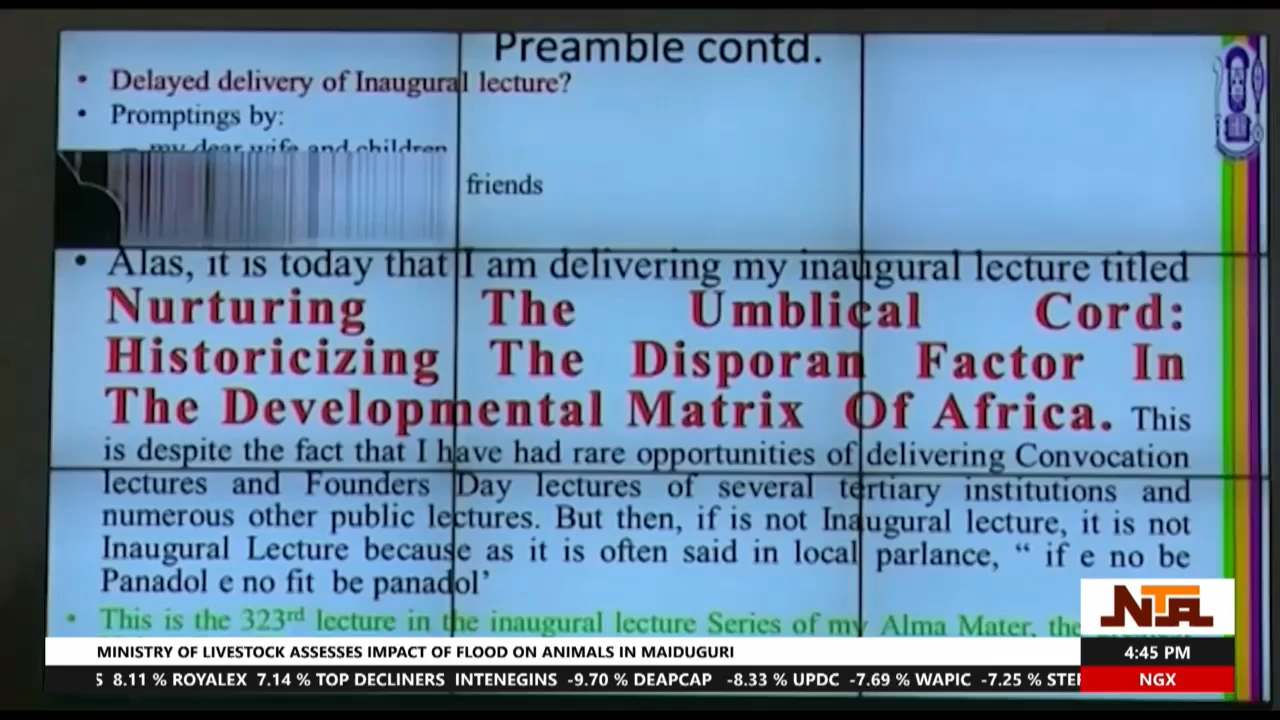 Preamble contd.
• Delayed delivery of Inaugural lecture?
• Promptings by:
– my dear wife and children
friends
• Alas, it is today that I am delivering my inaugural lecture titled
Nurturing The Umblical Cord:
Historicizing The Disporan Factor In
The Developmental Matrix Of Africa. This
is despite the fact that I have had rare opportunities of delivering Convocation
lectures and Founders Day lectures of several tertiary institutions and
numerous other public lectures. But then, if is not Inaugural lecture, it is not
Inaugural Lecture because as it is often said in local parlance, “ if e no be
Panadol e no fit be panadol’
• This is the 323rd lecture in the inaugural lecture Series of my Alma Mater, the
NTA
MINISTRY OF LIVESTOCK ASSESSES IMPACT OF FLOOD ON ANIMALS IN MAIDUGURI
4:45 PM
8.11 % ROYALEX 7.14 % TOP DECLINERS INTENEGINS -9.70 % DEAPCAP -8.33 % UPDC -7.69 % WAPIC -7.25 %
NGX